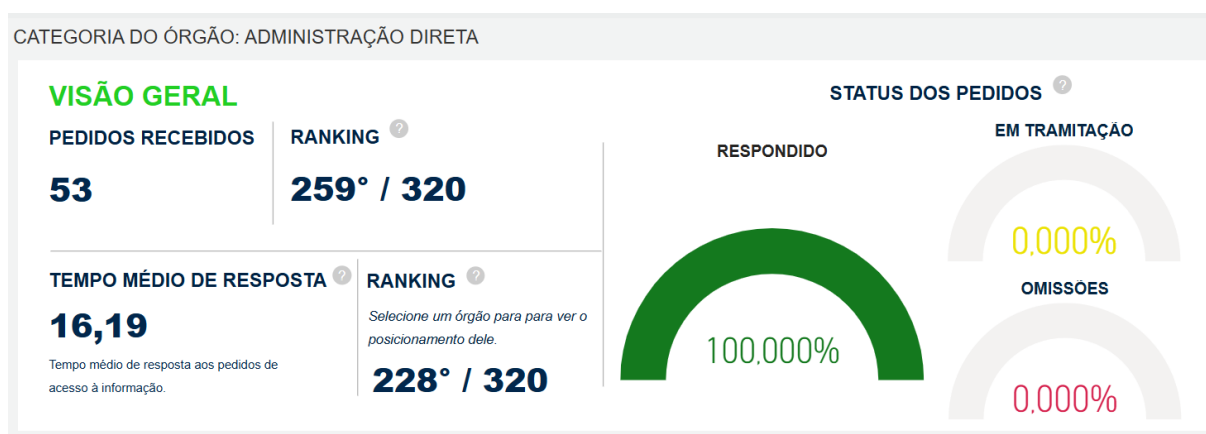 CATEGORIA DO ÓRGÃO: ADMINISTRAÇÃO DIRETA
VISÃO GERAL
PEDIDOS RECEBIDOS
53
RANKING ?
259° / 320
TEMPO MÉDIO DE RESPOSTA ?
16,19
Tempo médio de resposta aos pedidos de
acesso à informação.
RANKING ?
Selecione um órgão para para ver o
posicionamento dele.
228° / 320
STATUS DOS PEDIDOS ?
RESPONDIDO
100,000%
EM TRAMITAÇÃO
0,000%
OMISSÕES
0,000%